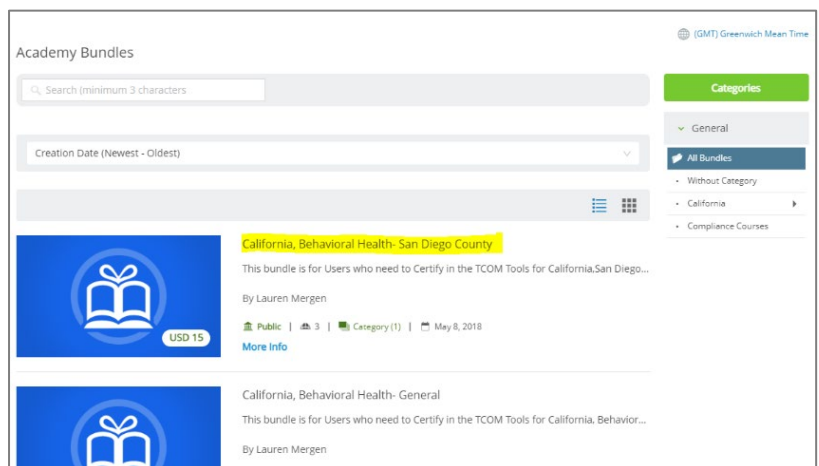 (GMT) Greenwich Mean Time
Academy Bundles
Search (minimum 3 characters
Categories
General
Creation Date (Newest - Oldest)
All Bundles
Without Category
California
Compliance Courses
California, Behavioral Health- San Diego County
This bundle is for Users who need to Certify in the TCOM Tools for California,San Diego...
By Lauren Mergen
Public | 3 | Category (1) | May 8, 2018
USD 15
More Info
California, Behavioral Health- General
This bundle is for Users who need to Certify in the TCOM Tools for California, Behavior...
By Lauren Mergen